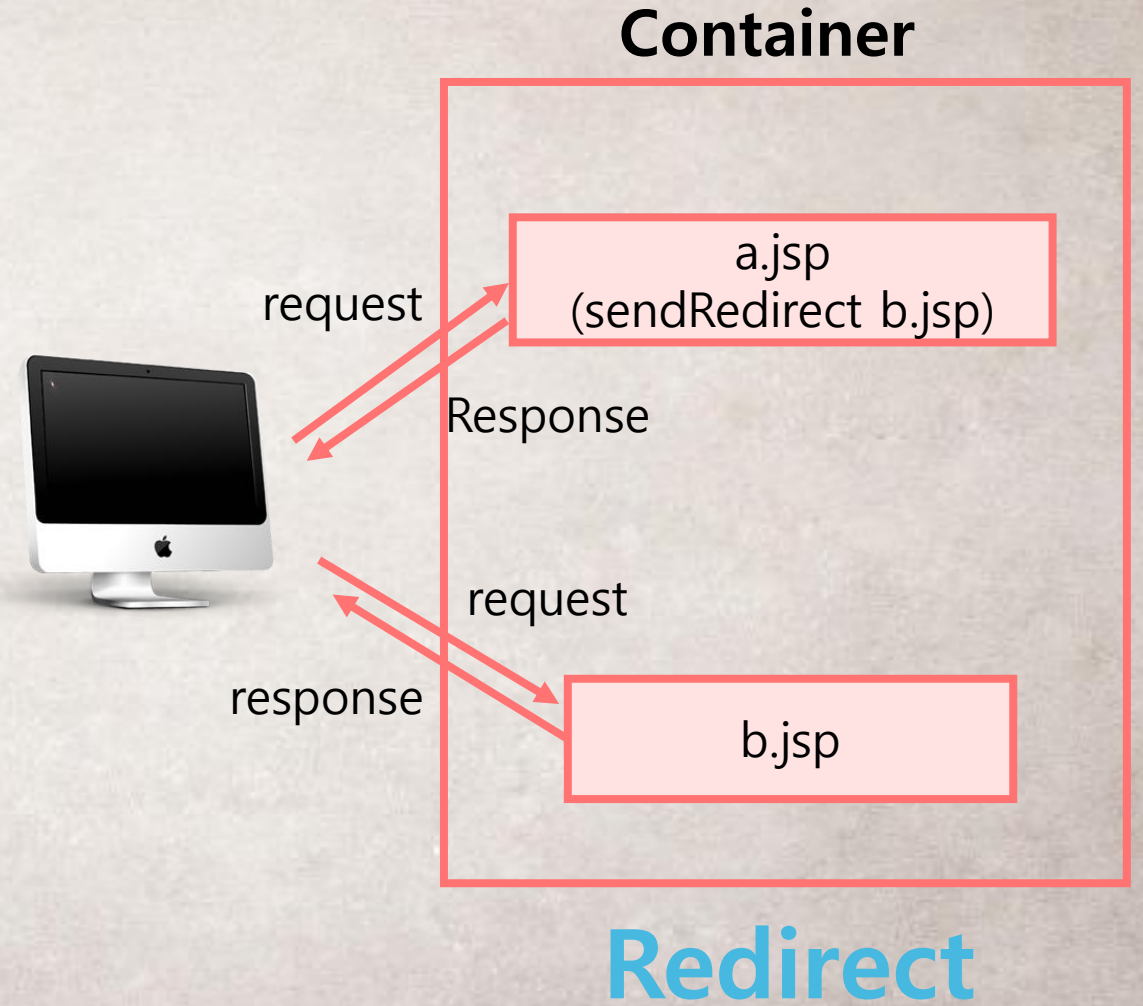 Container
a.jsp
(sendRedirect b.jsp)
request
Response
request
response
b.jsp
Redirect